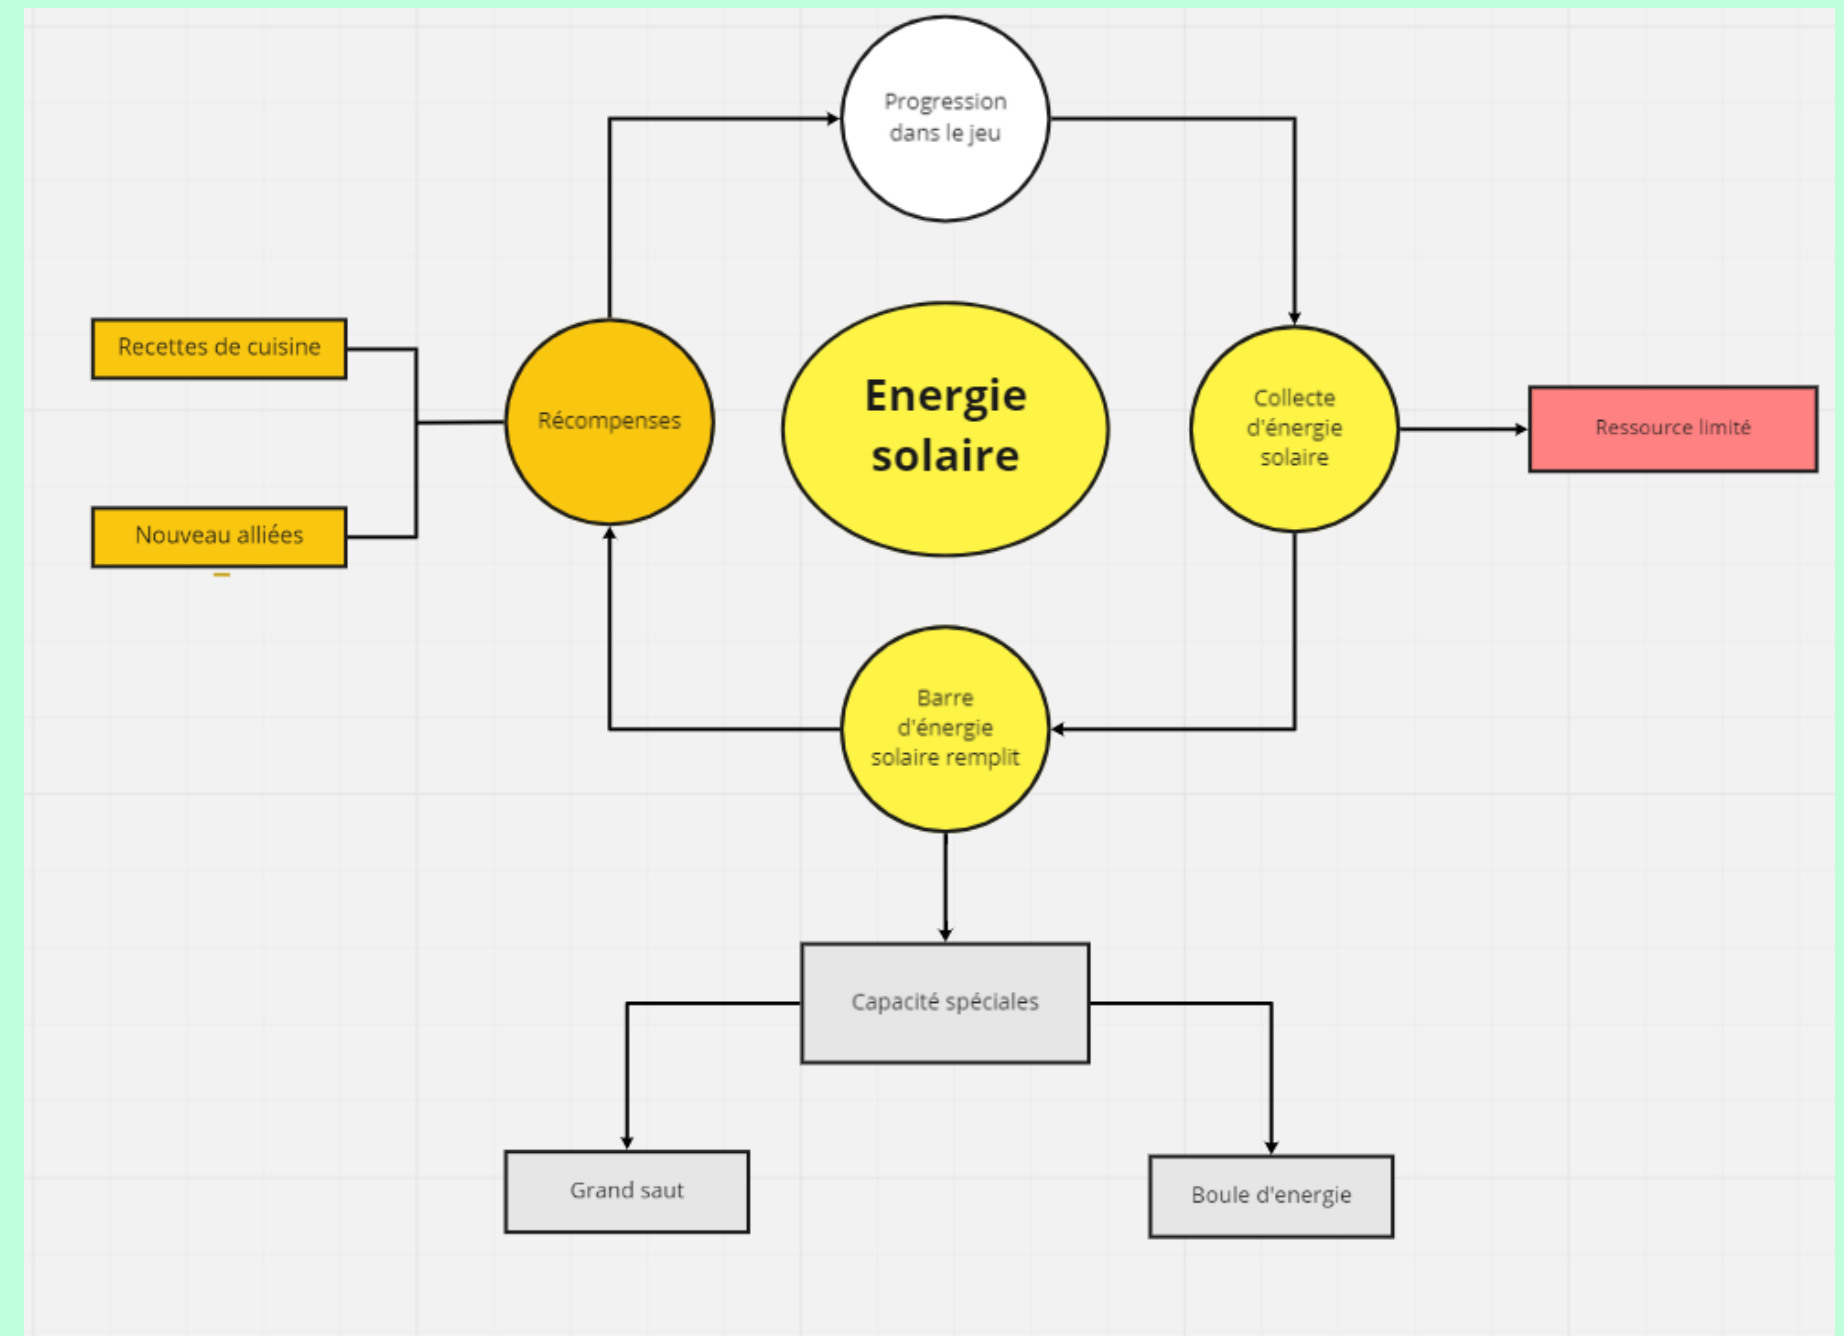 Progression
dans le jeu
Recettes de cuisine
Nouveau alliées
Récompenses
Energie
solaire
Collecte
d'énergie
solaire
Ressource limité
Barre
d'énergie
solaire remplit
Capacité spéciales
Grand saut
Boule d'energie